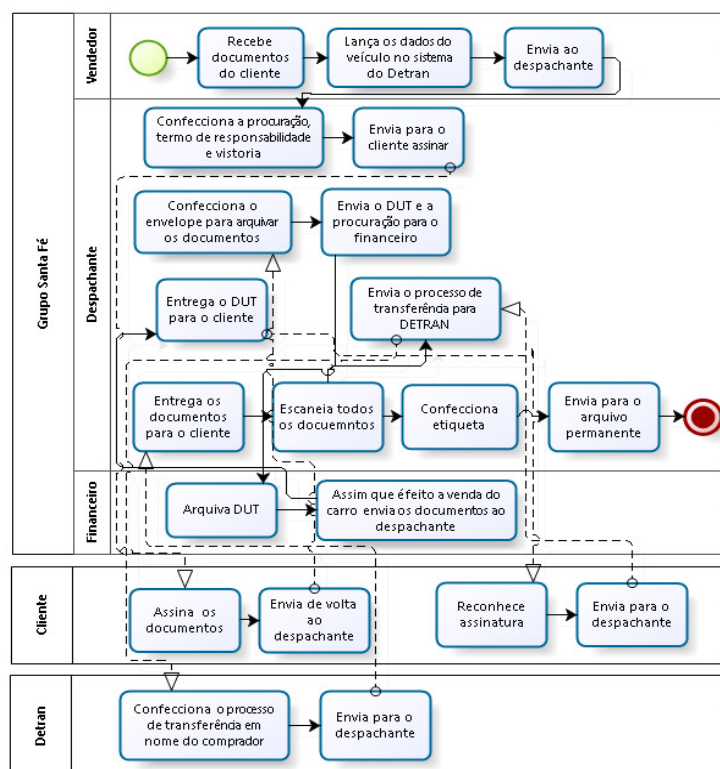 Grupo Santa Fé
Vendedor
Recebe
documentos
do cliente
Lança os dados do
veículo no sistema
do Detran
Envia ao
despachante
Despachante
Confecciona a procuração,
termo de responsabilidade
e vistoria
Envia para o
cliente assinar
Confecciona o
envelope para arquivar
os documentos
Envia o DUT e a
procuração para o
financeiro
Entrega o DUT
para o cliente
Envia o processo de
transferência para
DETRAN
Entrega os
documentos
para o cliente
Escaneia todos
os docuemntos
Confecciona
etiqueta
Envia para o
arquivo
permanente
Financeiro
Arquiva DUT
Assim que é feito a venda do
carro envia os documentos ao
despachante
Cliente
Assina os
documentos
Envia de volta
ao
despachante
Reconhece
assinatura
Envia para o
despachante
Detran
Confecciona o processo
de transferência em
nome do comprador
Envia para o
despachante